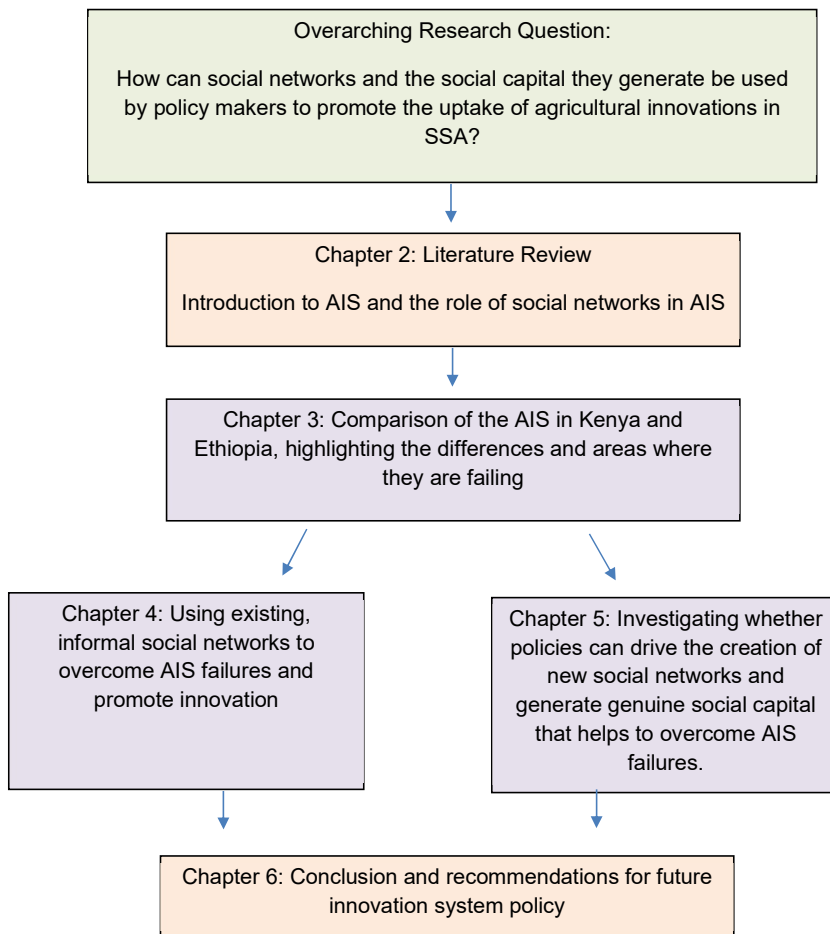 Overarching Research Question:
How can social networks and the social capital they generate be used
by policy makers to promote the uptake of agricultural innovations in
SSA?
Chapter 2: Literature Review
Introduction to AIS and the role of social networks in AIS
Chapter 3: Comparison of the AIS in Kenya and
Ethiopia, highlighting the differences and areas where
they are failing
Chapter 4: Using existing,
informal social networks to
overcome AIS failures and
promote innovation
Chapter 5: Investigating whether
policies can drive the creation of
new social networks and
generate genuine social capital
that helps to overcome AIS
failures.
Chapter 6: Conclusion and recommendations for future
innovation system policy